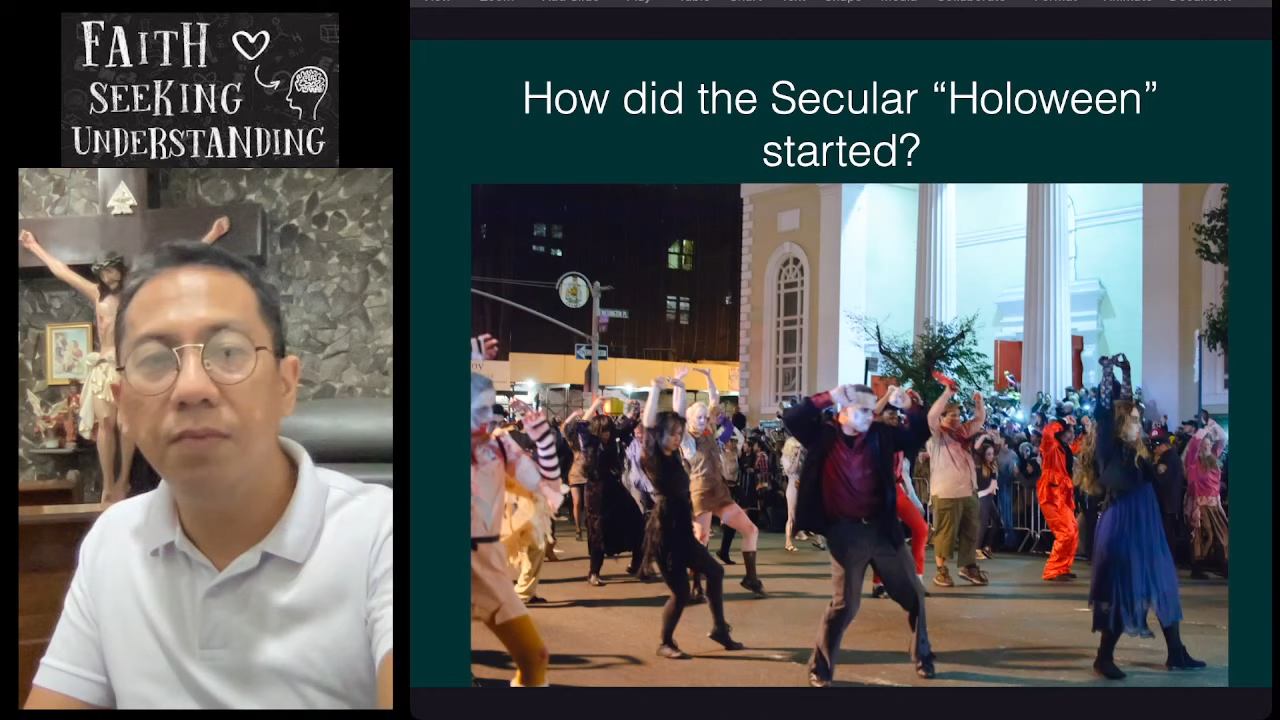 FAITH
SEEKING
UNDERSTANDING
How did the Secular “Holoween”
started?